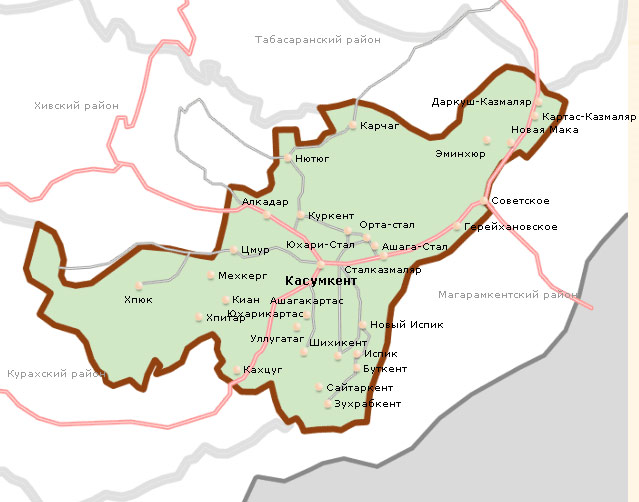 Табасаранский район
Хивский район
Даркуш-Казмаляр
Картас-Казмаляр
Карчаг
Новая Мака
Эминхюр
Нютюг
Алкадар
Советское
Куркент
Орта-стал
Герейхановское
Юхари-Стал
Ашага-Стал
Цмур
Сталказмаляр
Мехкерг
Касумкент
Магарамкентский район
Хпюк
Киан
Ашагакартас
Юхарикартас
Хпитар
Новый Испик
Уллугатаг
Шихикент
Испик
Курахский район
Кахцуг
Буткент
Сайтаркент
Зухрабкент